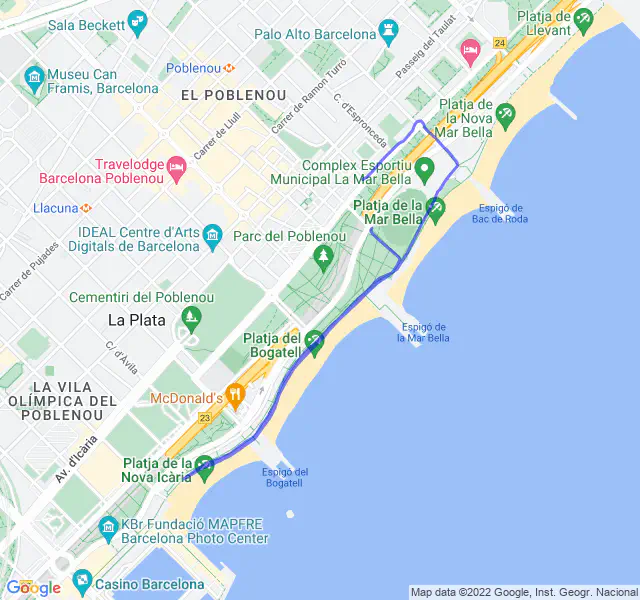 Sala Beckett
Palo Alto Barcelona
Platja de
Llevant
24
Passeig del Taulat
Poblenou
Museu Can
Framis, Barcelona
EL POBLENOU
Carrer de Ramon Turró
C. d'Espronceda
Carrer de Llull
Platja de
la Nova
Mar Bella
Travelodge
Barcelona Poblenou
Complex Esportiu
Municipal La Mar Bella
Llacuna
Platja de la
Mar Bella
Espigó de
Bac de Roda
IDEAL Centre d'Arts
Digitals de Barcelona
Parc del Poblenou
Carrer de Pujades
Cementiri del Poblenou
La Plata
Espigó de
la Mar Bella
Platja del
Bogatell
C/ d'Àvila
LA VILA
OLÍMPICA DEL
POBLENOU
McDonald's
23
Av. d'Icària
Platja de la
Nova Icària
Espigó del
Bogatell
KBr Fundació MAPFRE
Barcelona Photo Center
Casino Barcelona
Google
Map data ©2022 Google, Inst. Geogr. Nacional